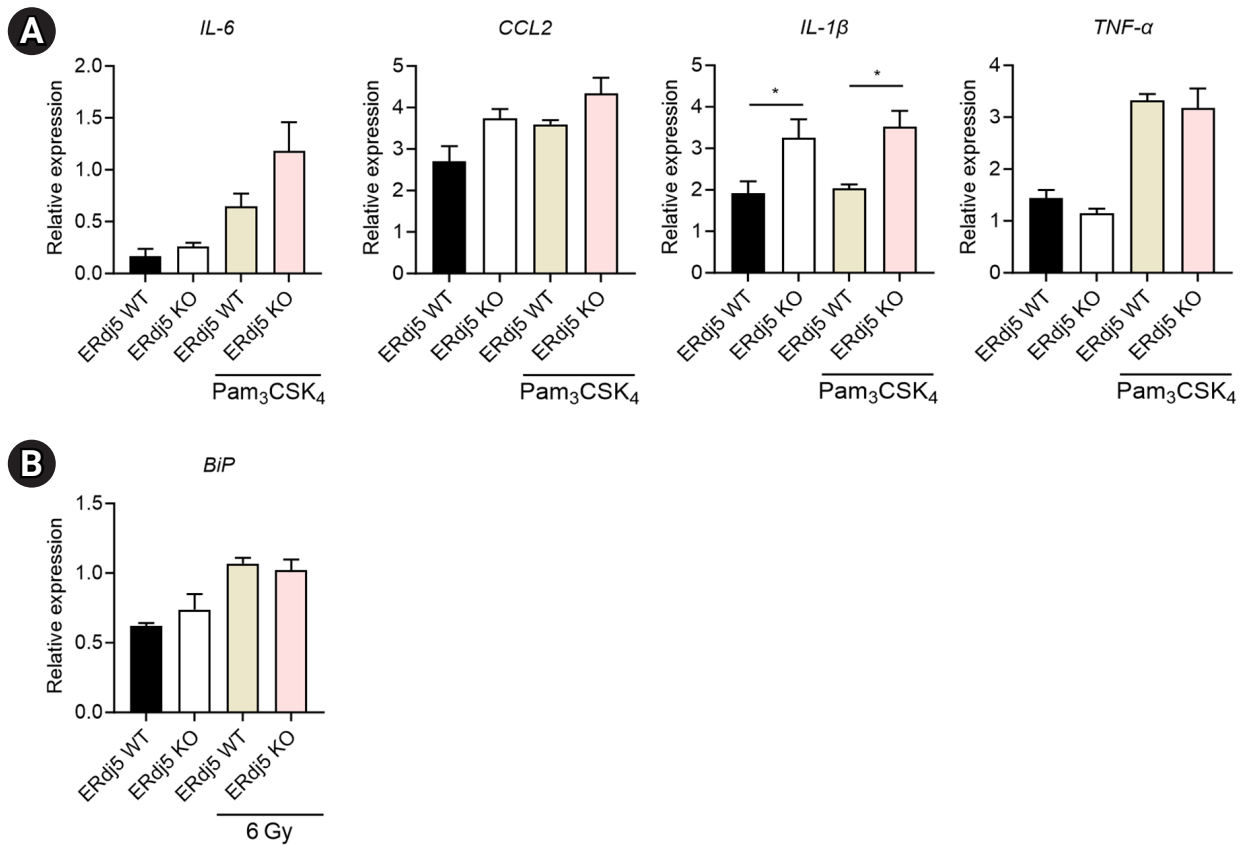 A
IL-6
CCL2
IL-1β
TNF-α
Relative expression
2.0
1.5
1.0
0.5
0.0
ERdj5 WT
ERdj5 KO
ERdj5 WT
ERdj5 KO
Pam₃CSK₄
Relative expression
5
4
3
2
1
0
ERdj5 WT
ERdj5 KO
ERdj5 WT
ERdj5 KO
Pam₃CSK₄
Relative expression
5
4
3
2
1
0
*
*
ERdj5 WT
ERdj5 KO
ERdj5 WT
ERdj5 KO
Pam₃CSK₄
Relative expression
4
3
2
1
0
ERdj5 WT
ERdj5 KO
ERdj5 WT
ERdj5 KO
Pam₃CSK₄
B
BiP
Relative expression
1.5
1.0
0.5
0.0
ERdj5 WT
ERdj5 KO
ERdj5 WT
ERdj5 KO
6 Gy